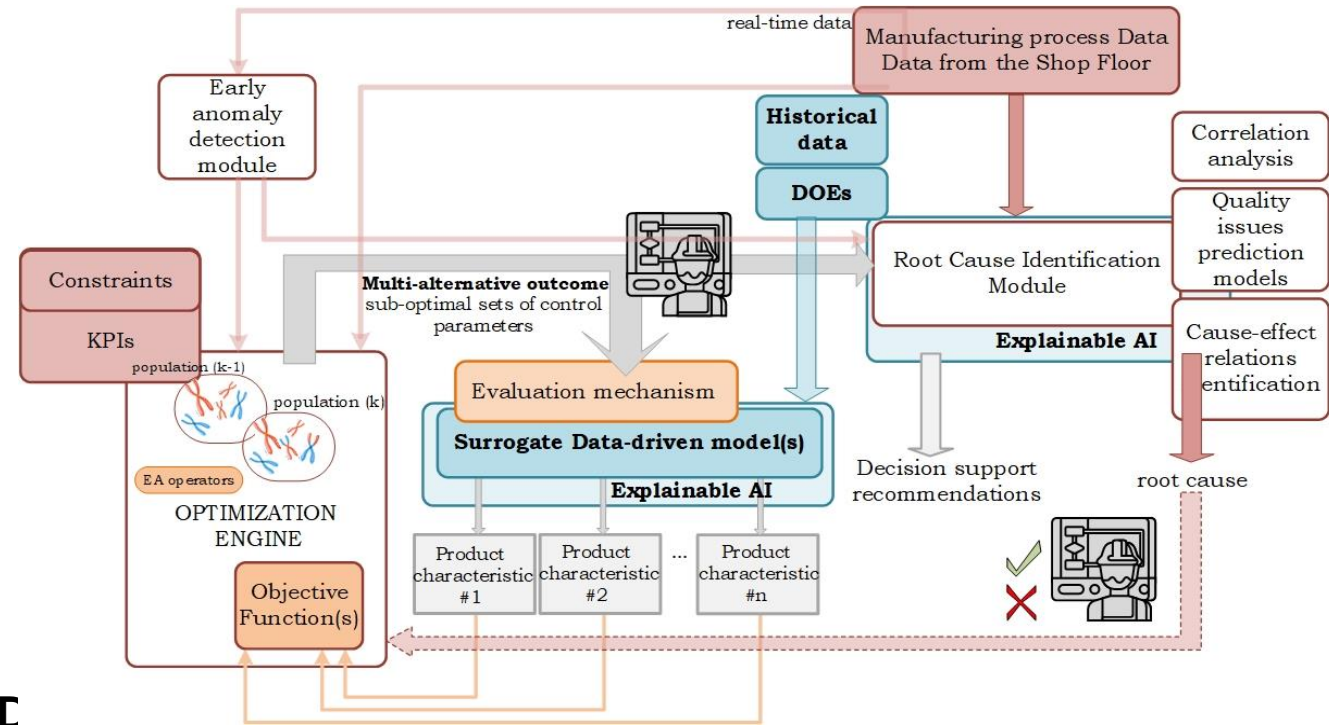 real-time data
Manufacturing process Data
Data from the Shop Floor
Early
anomaly
detection
module
Historical
data
DOEs
Correlation
analysis
Quality
issues
prediction
models
Cause-effect
relations
entification
Root Cause Identification
Module
Explainable AI
Constraints
KPIs
Multi-alternative outcome
sub-optimal sets of control
parameters
population (k-1)
population (k)
EA operators
OPTIMIZATION
ENGINE
Objective
Function(s)
Evaluation mechanism
Surrogate Data-driven model(s)
Explainable AI
Product
characteristic
#1
Product
characteristic
#2
...
Product
characteristic
#n
Decision support
recommendations
root cause